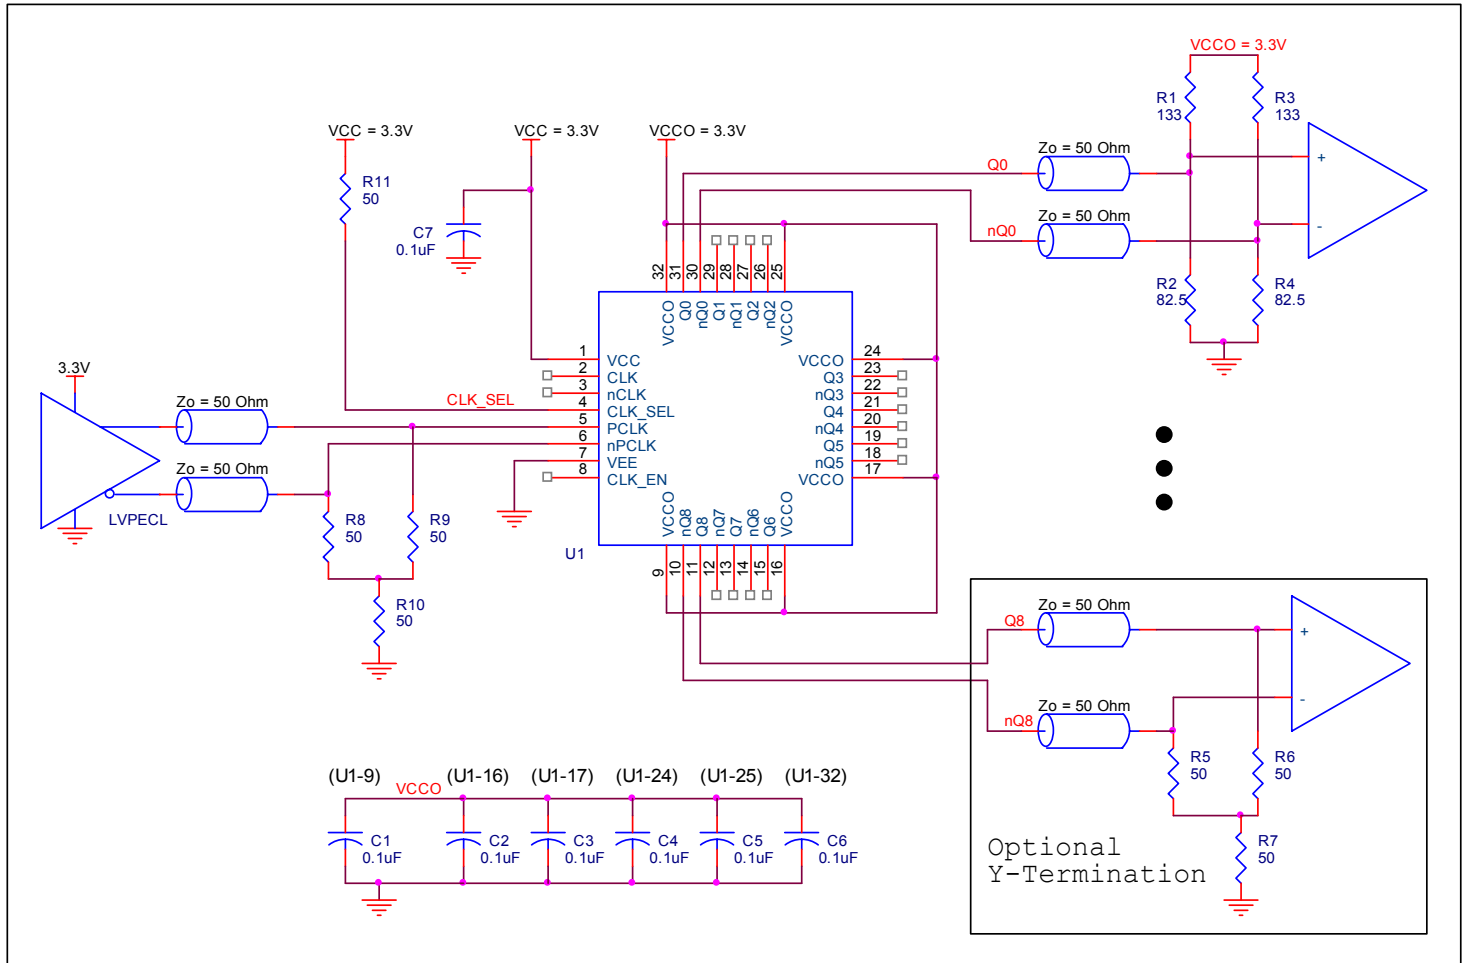 VCCO = 3.3V
R1
133
R3
133
VCC = 3.3V
VCC = 3.3V
VCCO = 3.3V
Zo = 50 Ohm
Q0
+
R11
50
C7
0.1uF
Zo = 50 Ohm
nQ0
-
32
31
30
29
28
27
26
25
VCCO
Q0
nQ0
Q1
nQ1
Q2
nQ2
VCCO
R2
82.5
R4
82.5
1
VCC
2
CLK
3
nCLK
4
CLK_SEL
5
PCLK
6
nPCLK
7
VEE
8
CLK_EN
24
VCCO
23
Q3
22
nQ3
21
Q4
20
nQ4
19
Q5
18
nQ5
17
VCCO
CLK_SEL
3.3V
Zo = 50 Ohm
Zo = 50 Ohm
LVPECL
R8
50
R9
50
R10
50
VCCO
nQ8
Q8
nQ7
Q7
nQ6
Q6
VCCO
9
10
11
12
13
14
15
16
U1
Zo = 50 Ohm
Q8
+
Zo = 50 Ohm
nQ8
-
R5
50
R6
50
R7
50
Optional
Y-Termination
(U1-9)
(U1-16)
(U1-17)
(U1-24)
(U1-25)
(U1-32)
VCCO
C1
0.1uF
C2
0.1uF
C3
0.1uF
C4
0.1uF
C5
0.1uF
C6
0.1uF